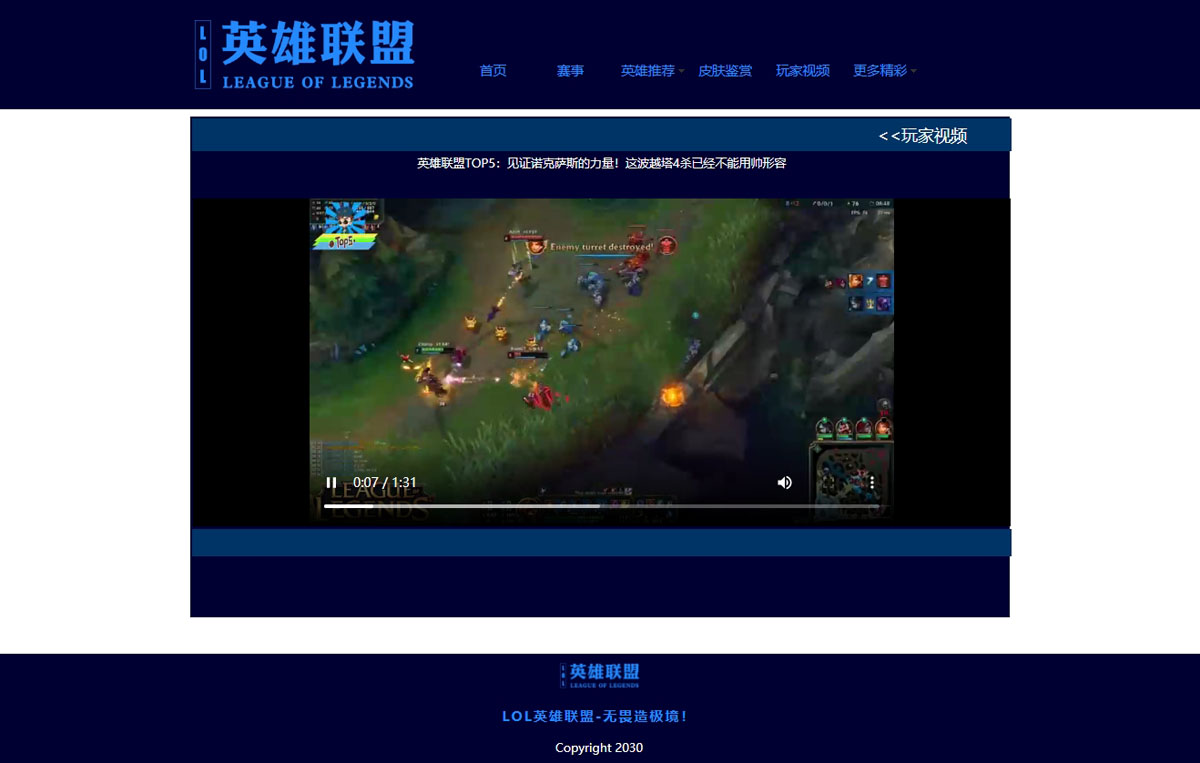 LOL
英雄联盟
LEAGUE OF LEGENDS
首页 赛事 英雄推荐 皮肤鉴赏 玩家视频 更多精彩
<<玩家视频
英雄联盟TOP5：见证诺克萨斯的力量！这波越塔4杀已经不能用帅形容
Top5
Enemy turret destroyed!
0:07 / 1:31
LEAGUE OF
LEGENDS
英雄联盟
LEAGUE OF LEGENDS
LOL英雄联盟-无畏造极境！
Copyright 2030